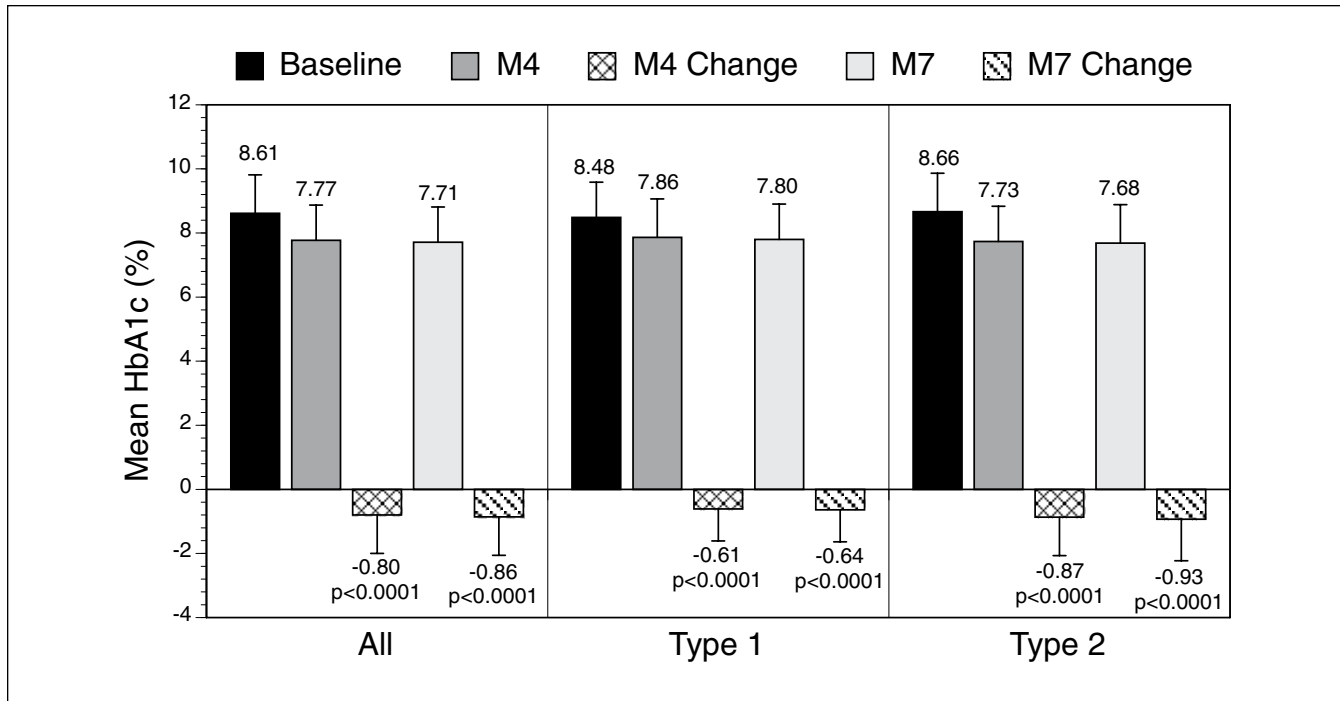 Baseline M4 M4 Change M7 M7 Change
Mean HbA1c (%)
12
10
8
6
4
2
0
-2
-4
8.61
7.77
7.71
-0.80
p<0.0001
-0.86
p<0.0001
8.48
7.86
7.80
-0.61
p<0.0001
-0.64
p<0.0001
8.66
7.73
7.68
-0.87
p<0.0001
-0.93
p<0.0001
All Type 1 Type 2